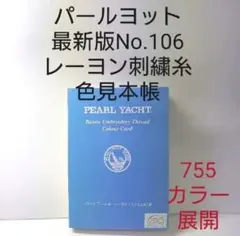 パールヨット
最新版No.106
レーヨン刺繍糸
色見本帳
PEARL YACHT
Rayon Embroidery Thread
Colour Card
755
カラー
展開